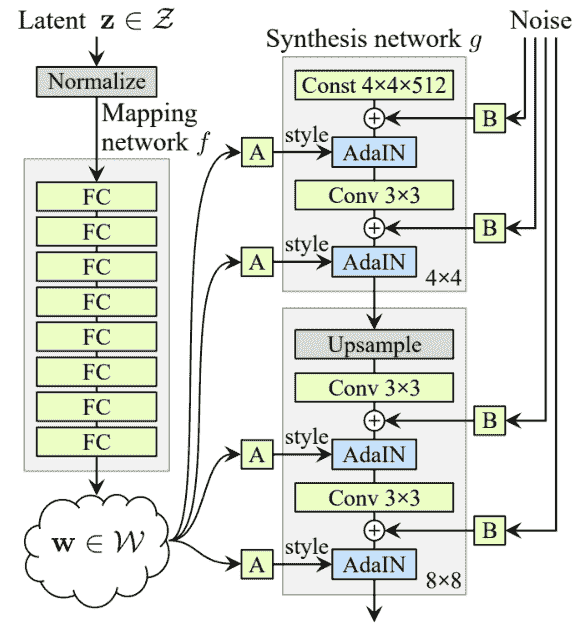 Latent z ∈ Z
Normalize
Mapping
network f
FC
FC
FC
FC
FC
FC
FC
FC
w ∈ W
Synthesis network g
Noise
Const 4×4×512
+
B
A
style
AdaIN
Conv 3×3
+
B
A
style
AdaIN
4×4
Upsample
Conv 3×3
+
B
A
style
AdaIN
Conv 3×3
+
B
A
style
AdaIN
8×8